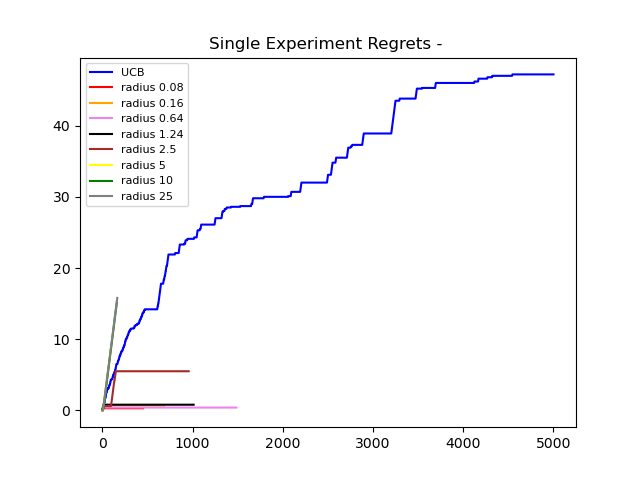 Single Experiment Regrets -
UCB
radius 0.08
radius 0.16
radius 0.64
radius 1.24
radius 2.5
radius 5
radius 10
radius 25
40
30
20
10
0
0 1000 2000 3000 4000 5000